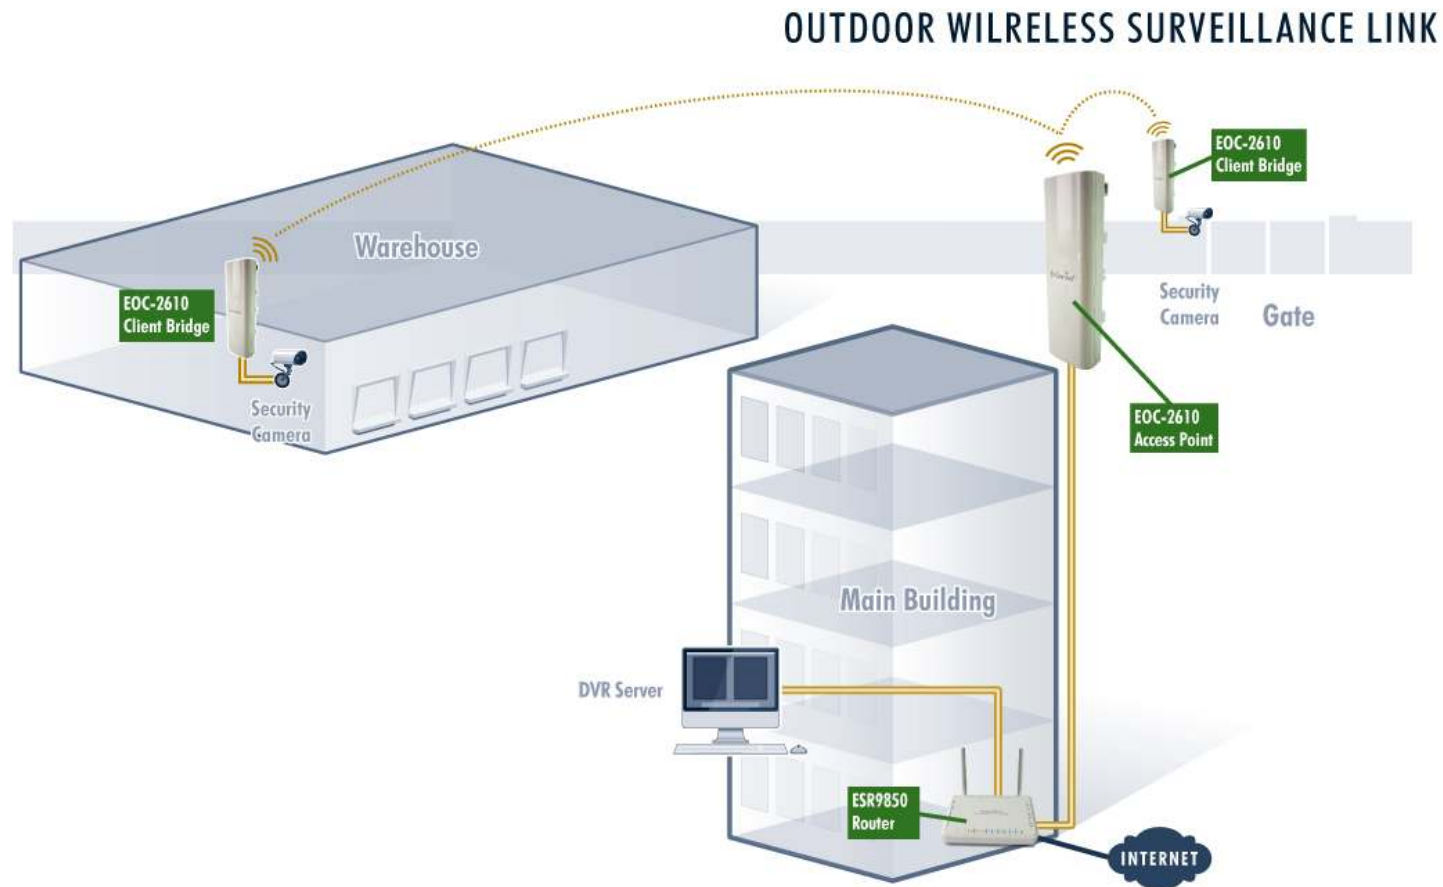 OUTDOOR WILRELESS SURVEILLANCE LINK
EOC-2610
Client Bridge
Warehouse
EOC-2610
Client Bridge
Security
Camera
Gate
Security
Camera
EOC-2610
Access Point
Main Building
DVR Server
ESR9850
Router
INTERNET